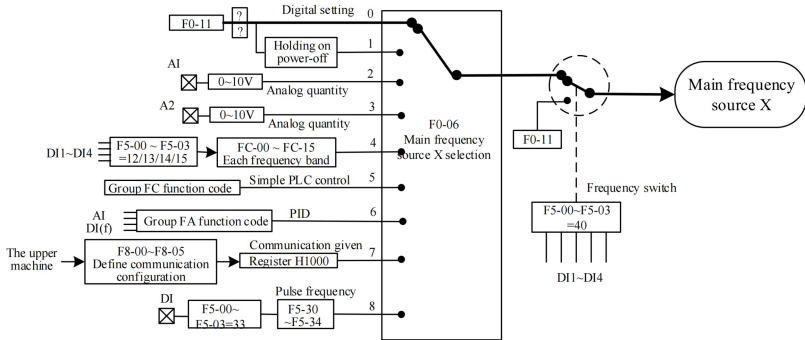 Digital setting 0
F0-11
?
?
Holding on
power-off
1
AI
0~10V
2
Analog quantity
A2
0~10V
3
Analog quantity
DI1~DI4
F5-00 ~ F5-03
=12/13/14/15
FC-00 ~ FC-15
Each frequency band
4
Simple PLC control
5
Group FC function code
AI
DI(f)
Group FA function code
PID
6
The upper
machine
F8-00~F8-05
Define communication
configuration
Communication given
Register H1000
7
DI
F5-00~
F5-03=33
Pulse frequency
F5-30
~F5-34
8
F0-06
Main frequency
source X selection
F0-11
Main frequency
source X
Frequency switch
F5-00~F5-03
=40
DI1~DI4